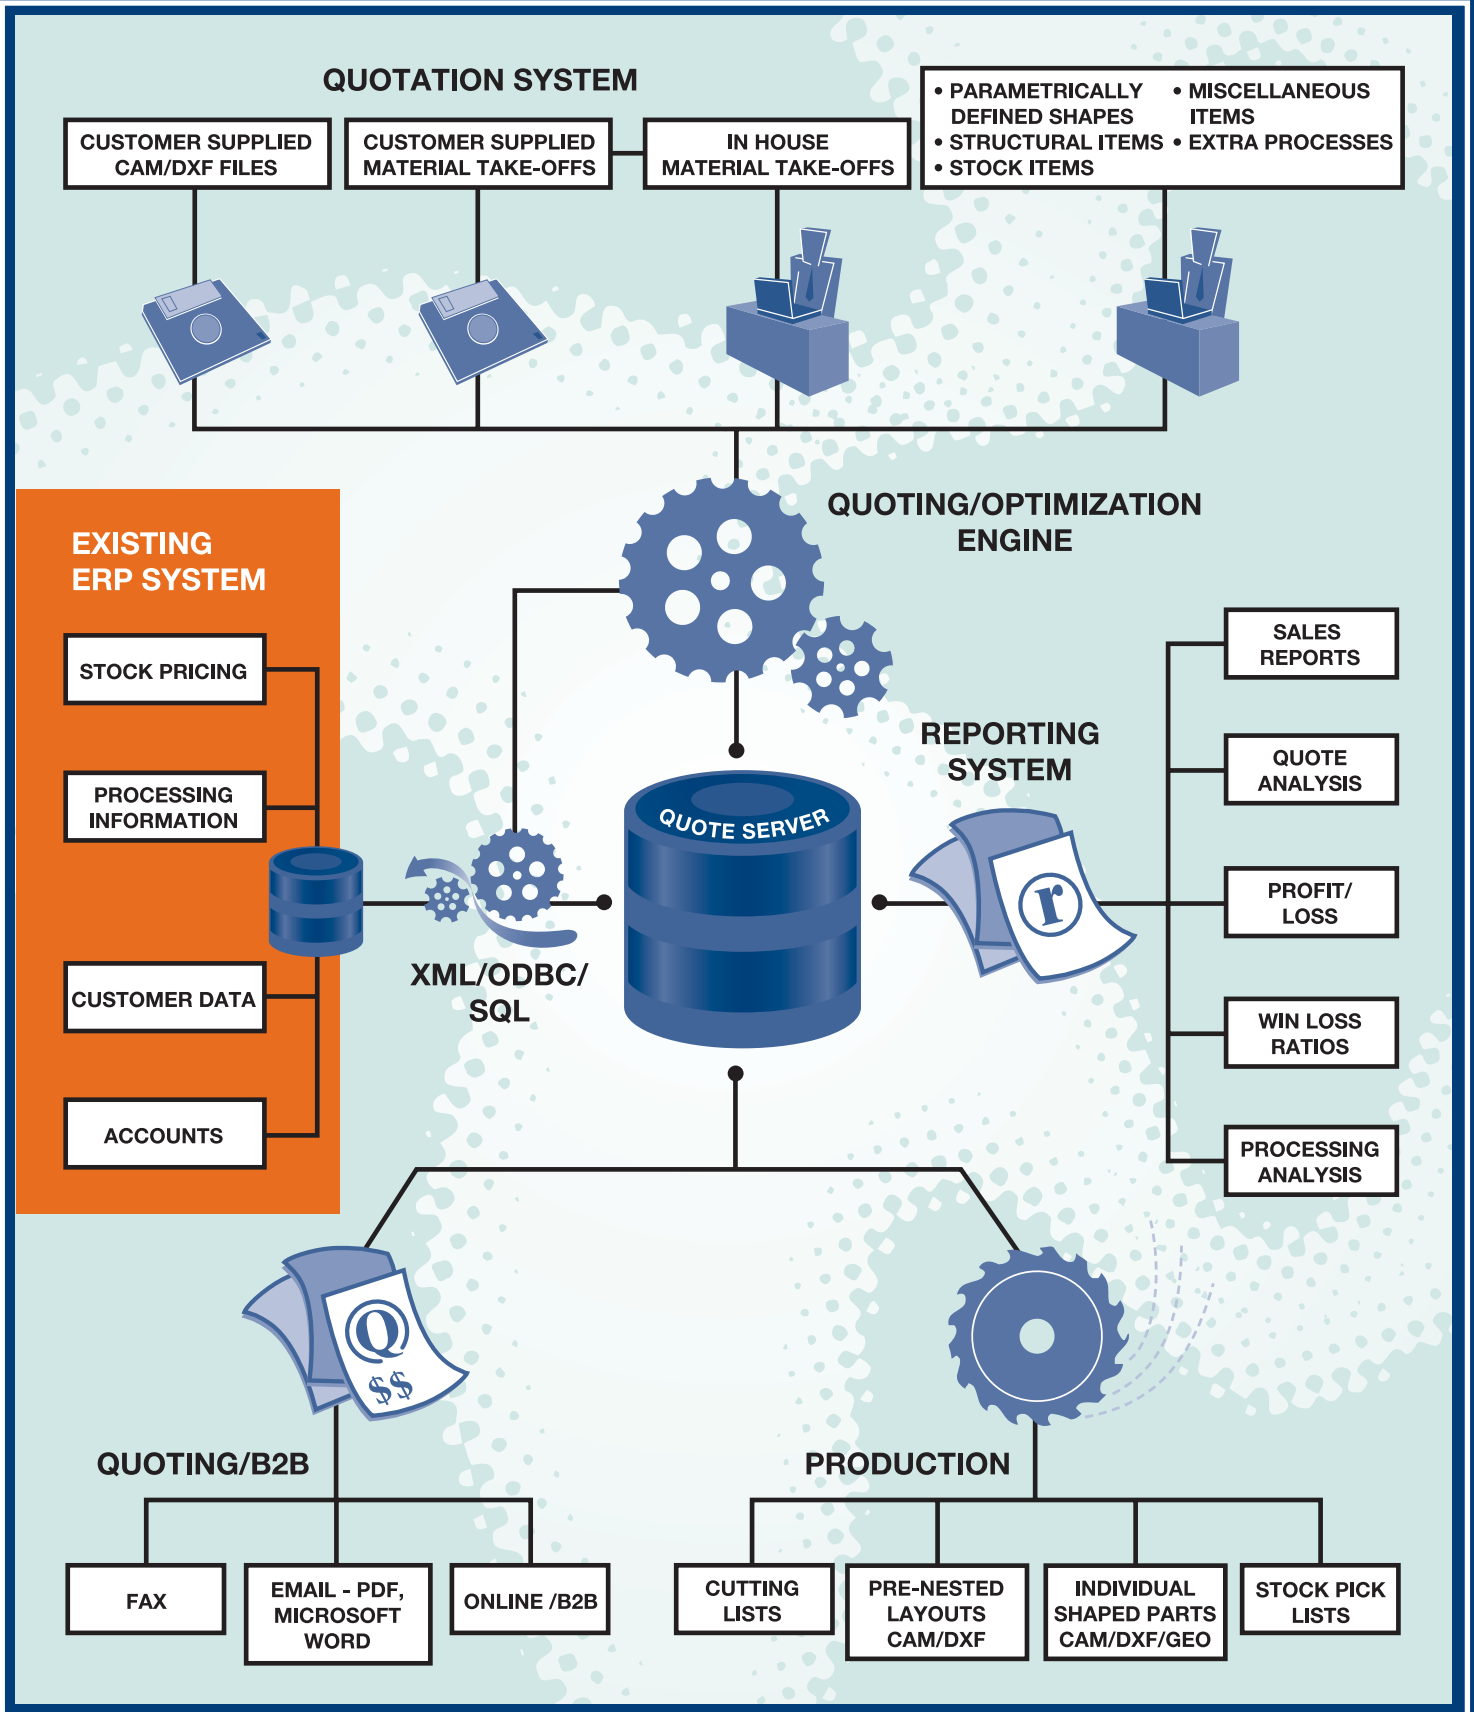 QUOTATION SYSTEM
CUSTOMER SUPPLIED
CAM/DXF FILES
CUSTOMER SUPPLIED
MATERIAL TAKE-OFFS
IN HOUSE
MATERIAL TAKE-OFFS
• PARAMETRICALLY
DEFINED SHAPES
• STRUCTURAL ITEMS
• STOCK ITEMS
• MISCELLANEOUS
ITEMS
• EXTRA PROCESSES
QUOTING/OPTIMIZATION
ENGINE
EXISTING
ERP SYSTEM
STOCK PRICING
PROCESSING
INFORMATION
CUSTOMER DATA
ACCOUNTS
XML/ODBC/
SQL
QUOTE SERVER
REPORTING
SYSTEM
r
SALES
REPORTS
QUOTE
ANALYSIS
PROFIT/
LOSS
WIN LOSS
RATIOS
PROCESSING
ANALYSIS
Q
$$
QUOTING/B2B
FAX
EMAIL - PDF,
MICROSOFT
WORD
ONLINE /B2B
PRODUCTION
CUTTING
LISTS
PRE-NESTED
LAYOUTS
CAM/DXF
INDIVIDUAL
SHAPED PARTS
CAM/DXF/GEO
STOCK PICK
LISTS